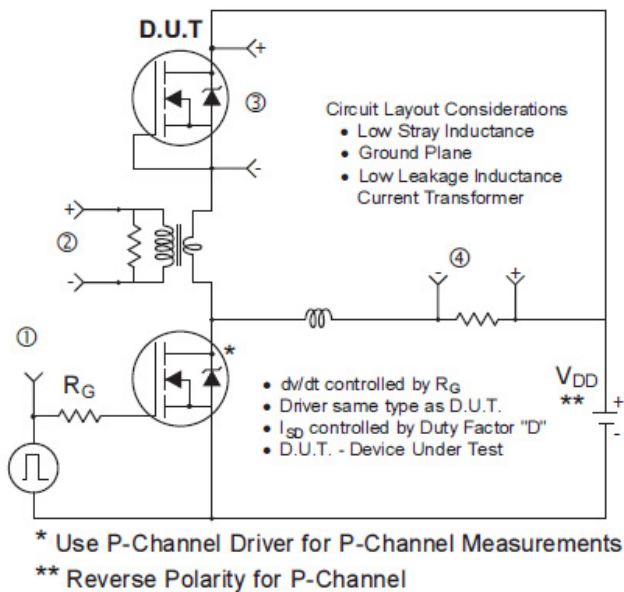 D.U.T
+
③
-
Circuit Layout Considerations
• Low Stray Inductance
• Ground Plane
• Low Leakage Inductance
Current Transformer
+
②
-
④
-
+
①
R_G
*
• dv/dt controlled by R_G
• Driver same type as D.U.T.
• I_SD controlled by Duty Factor "D"
• D.U.T. - Device Under Test
V_DD
**
+
-
* Use P-Channel Driver for P-Channel Measurements
** Reverse Polarity for P-Channel